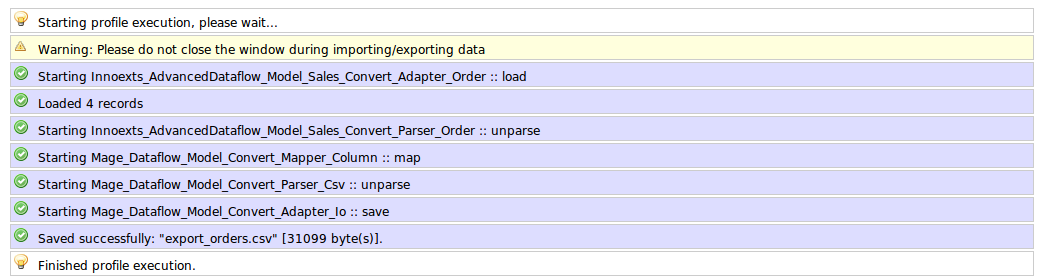 Starting profile execution, please wait...
Warning: Please do not close the window during importing/exporting data
Starting Innoexts_AdvancedDataflow_Model_Sales_Convert_Adapter_Order :: load
Loaded 4 records
Starting Innoexts_AdvancedDataflow_Model_Sales_Convert_Parser_Order :: unparse
Starting Mage_Dataflow_Model_Convert_Mapper_Column :: map
Starting Mage_Dataflow_Model_Convert_Parser_Csv :: unparse
Starting Mage_Dataflow_Model_Convert_Adapter_Io :: save
Saved successfully: "export_orders.csv" [31099 byte(s)].
Finished profile execution.